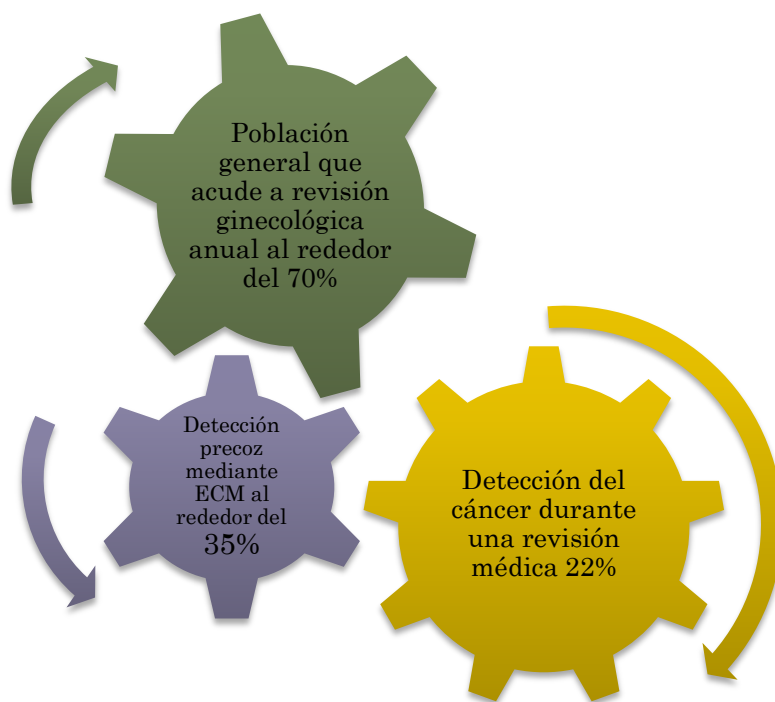 Población
general que
acude a revisión
ginecológica
anual al rededor
del 70%
Detección
precoz
mediante
ECM al
rededor del
35%
Detección del
cáncer durante
una revisión
médica 22%